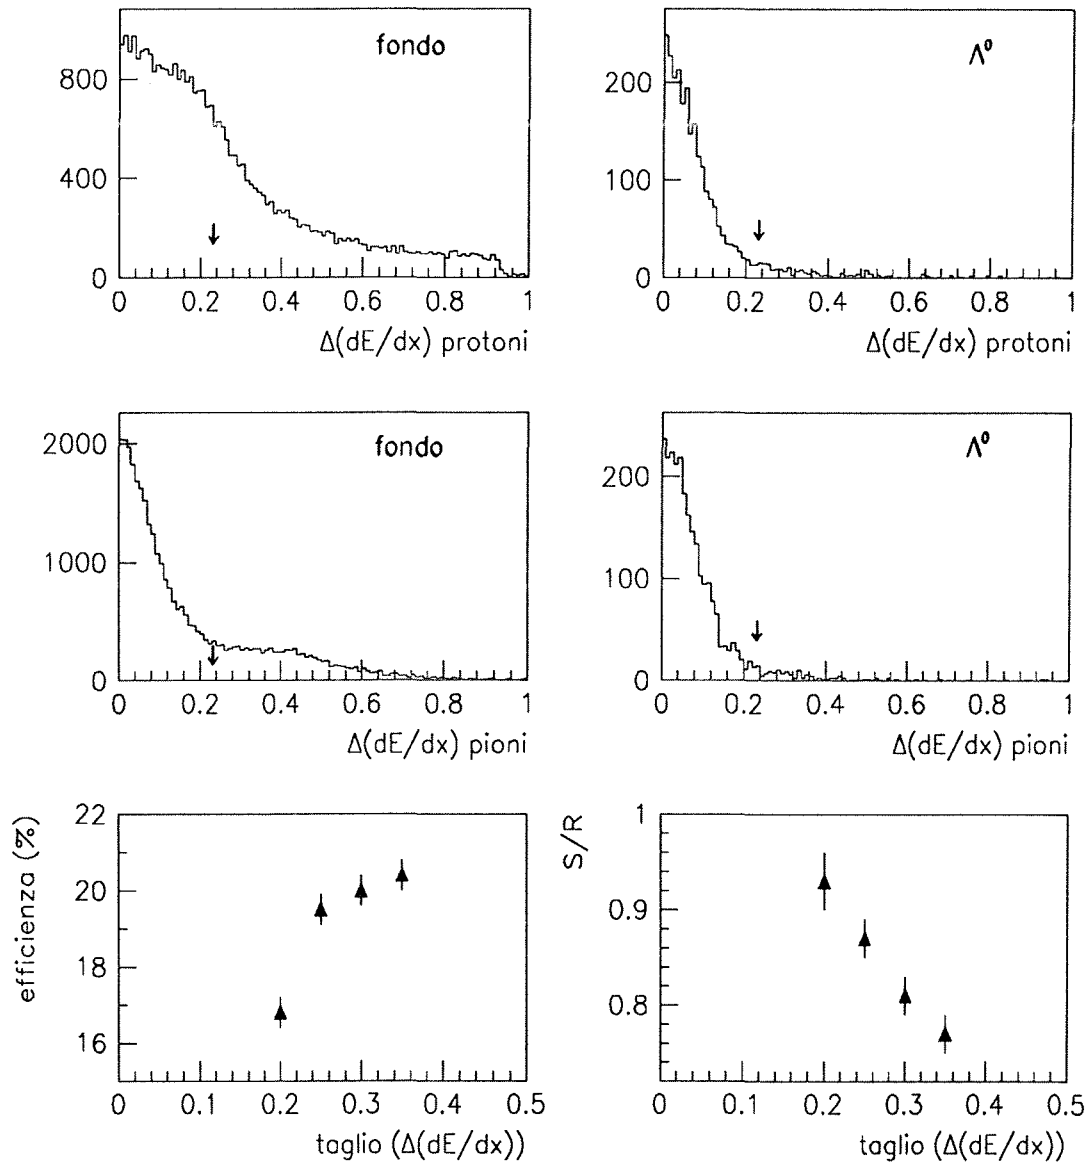 fondo
800
400
0
0 0.2 0.4 0.6 0.8 1
Δ(dE/dx) protoni
Λ⁰
200
100
0
0 0.2 0.4 0.6 0.8 1
Δ(dE/dx) protoni
fondo
2000
1000
0
0 0.2 0.4 0.6 0.8 1
Δ(dE/dx) pioni
Λ⁰
200
100
0
0 0.2 0.4 0.6 0.8 1
Δ(dE/dx) pioni
efficienza (%)
22
20
18
16
0 0.1 0.2 0.3 0.4 0.5
taglio (Δ(dE/dx))
S/R
1
0.9
0.8
0 0.1 0.2 0.3 0.4 0.5
taglio (Δ(dE/dx))